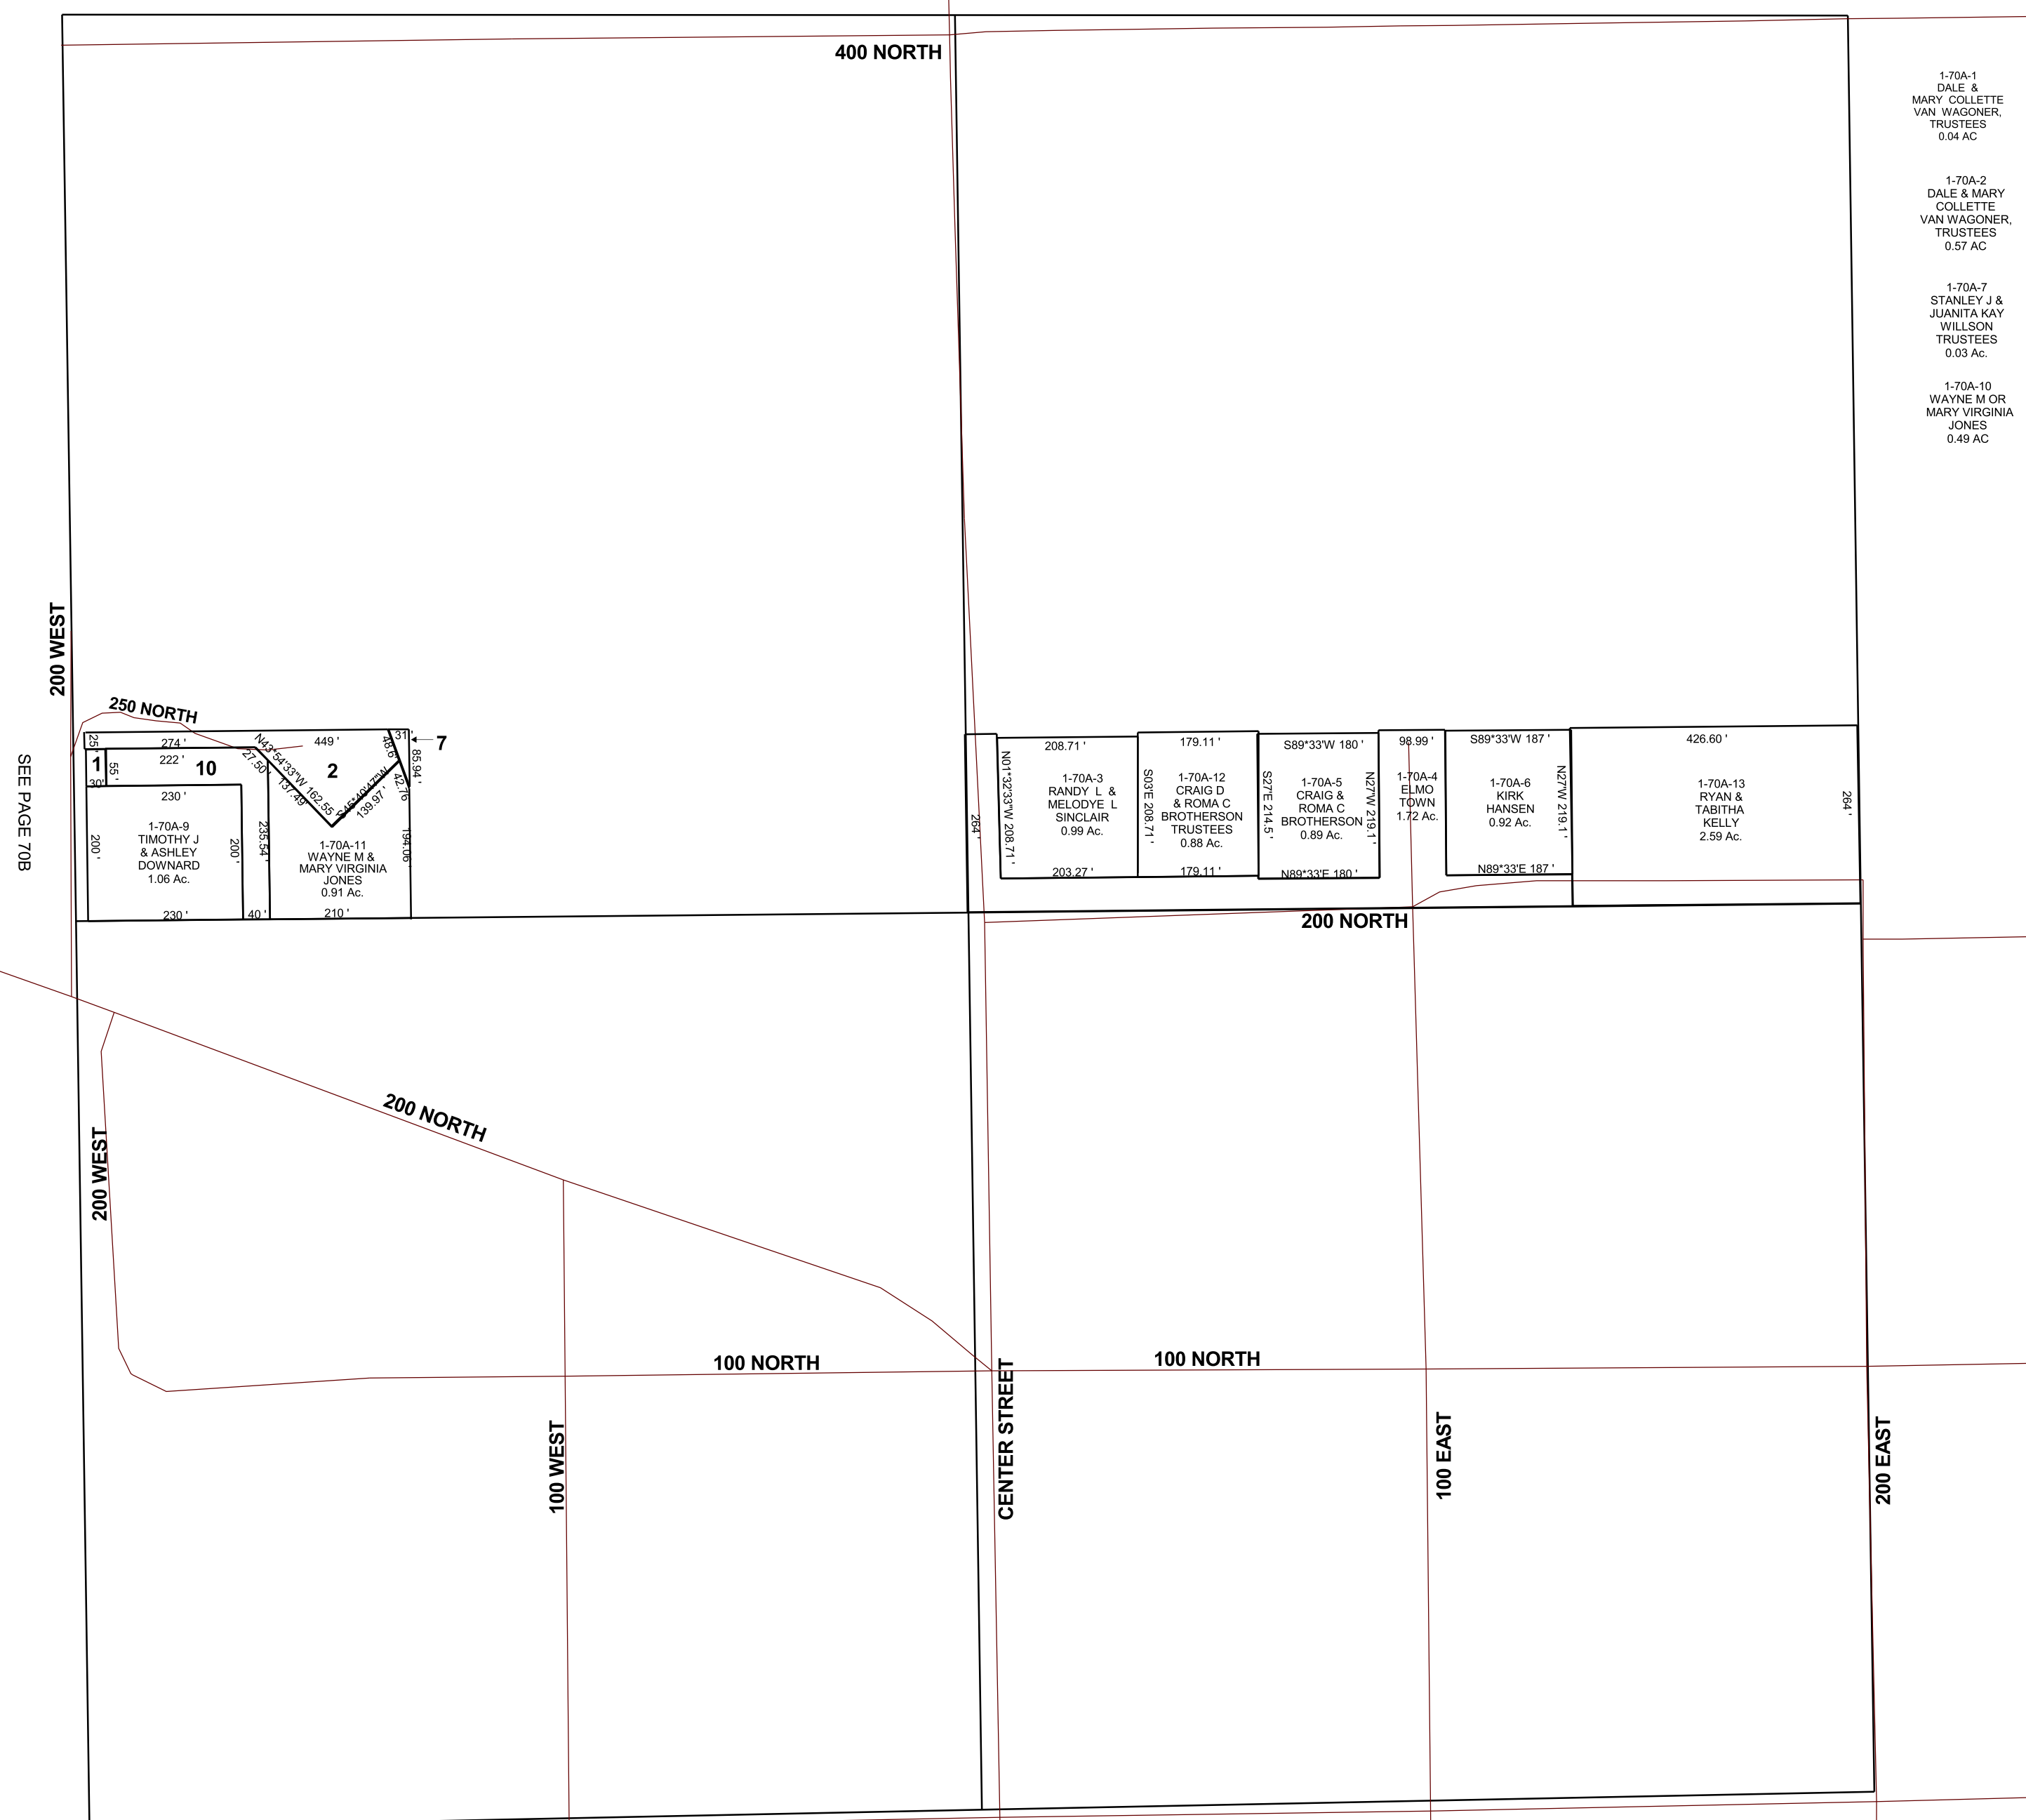 400 NORTH
1-70A-1
DALE &
MARY COLLETTE
VAN WAGONER,
TRUSTEES
0.04 AC
1-70A-2
DALE & MARY
COLLETTE
VAN WAGONER,
TRUSTEES
0.57 AC
1-70A-7
STANLEY J &
JUANITA KAY
WILLSON
TRUSTEES
0.03 Ac.
1-70A-10
WAYNE M OR
MARY VIRGINIA
JONES
0.49 AC
200 WEST
SEE PAGE 70B
250 NORTH
25 '
274 '
449 '
31 '
7
1
55 '
30'
222 '
10
27.50 '
N43*54'33"W 162.55 '
137.49'
2
S45*40'47"W
139.97 '
48.6 '
42.76
85.94 '
194.06 '
230 '
200 '
1-70A-9
TIMOTHY J
& ASHLEY
DOWNARD
1.06 Ac.
200 '
230 '
235.54 '
40 '
1-70A-11
WAYNE M &
MARY VIRGINIA
JONES
0.91 Ac.
210 '
264 '
N01*32'33"W 208.71 '
208.71 '
1-70A-3
RANDY L &
MELODYE L
SINCLAIR
0.99 Ac.
203.27 '
S03'E 208.71 '
179.11 '
1-70A-12
CRAIG D
& ROMA C
BROTHERSON
TRUSTEES
0.88 Ac.
179.11 '
S27'E 214.5 '
S89*33'W 180 '
1-70A-5
CRAIG &
ROMA C
BROTHERSON
0.89 Ac.
N89*33'E 180 '
N27'W 219.1 '
98.99 '
1-70A-4
ELMO
TOWN
1.72 Ac.
S89*33'W 187 '
1-70A-6
KIRK
HANSEN
0.92 Ac.
N89*33'E 187 '
N27'W 219.1 '
426.60 '
1-70A-13
RYAN &
TABITHA
KELLY
2.59 Ac.
264 '
200 NORTH
200 NORTH
200 WEST
100 NORTH
100 NORTH
100 WEST
CENTER STREET
100 EAST
200 EAST